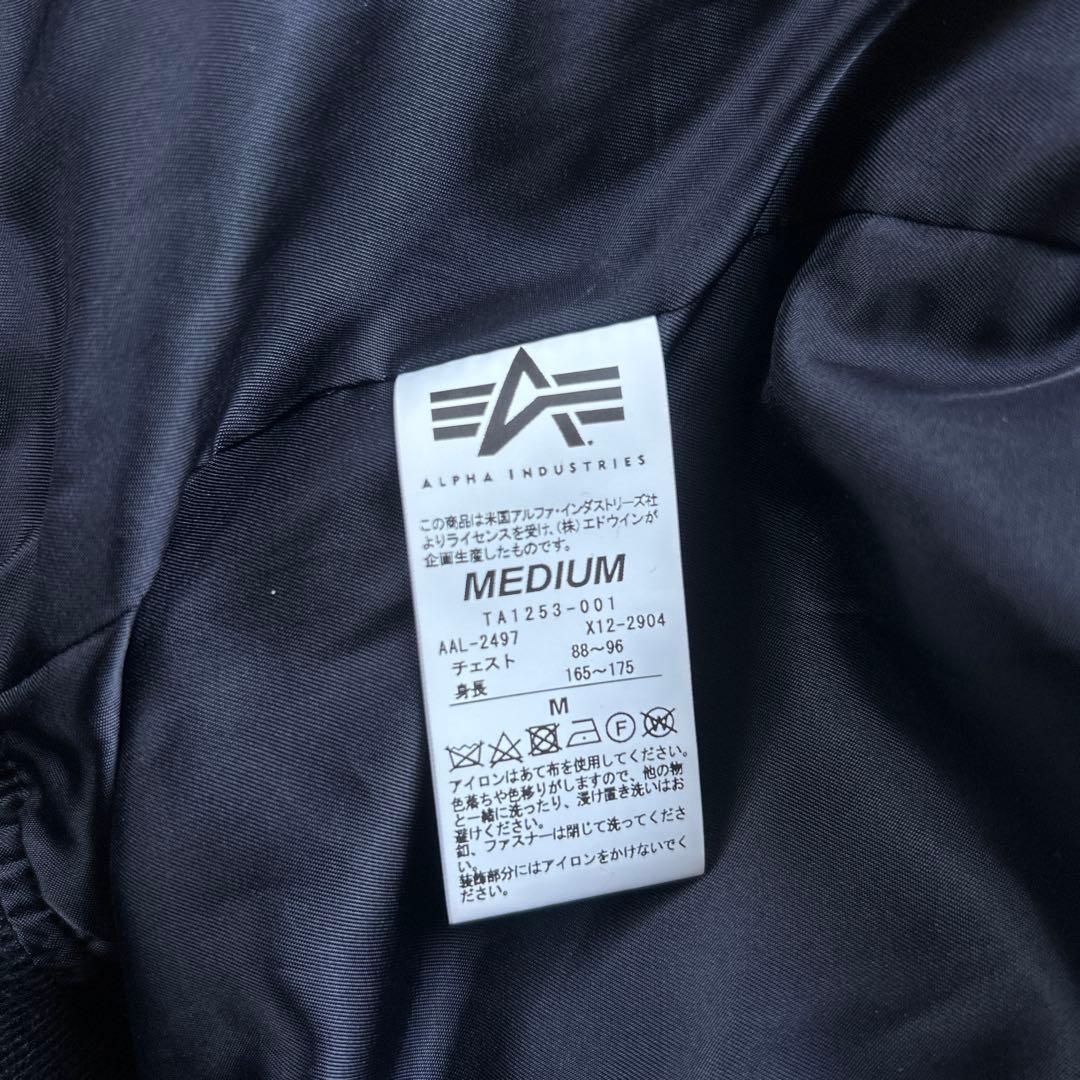 ALPHA INDUSTRIES
この商品は米国アルファ・インダストリーズ社
よりライセンスを受け、(株)エドウインが
企画生産したものです。
MEDIUM
TA1253-001
AAL-2497 X12-2904
チェスト 88〜96
身長 165〜175
M
F W
アイロンはあて布を使用してください。
色落ちや色移りがしますので、他の物
と一緒に洗ったり、浸け置き洗いはお
避けください。
釦、ファスナーは閉じて洗ってくださ
い。
装飾部分にはアイロンをかけないでく
ださい。